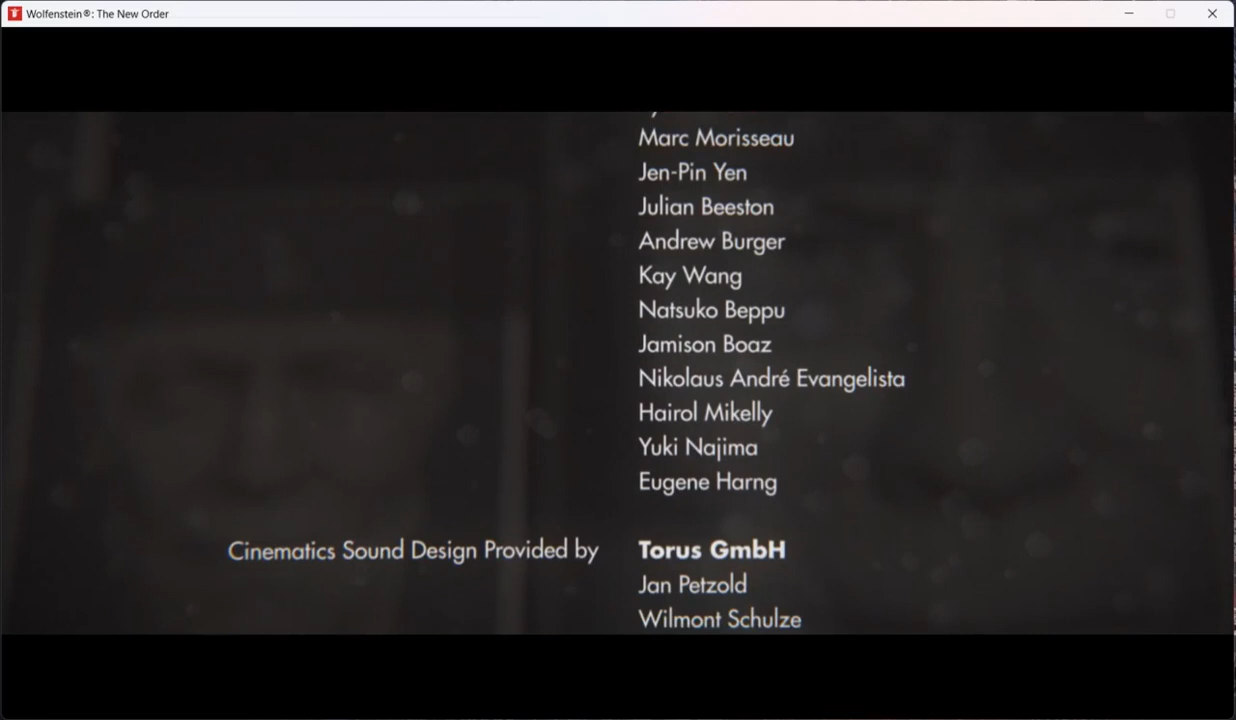 Wolfenstein®: The New Order
Marc Morisseau
Jen-Pin Yen
Julian Beeston
Andrew Burger
Kay Wang
Natsuko Beppu
Jamison Boaz
Nikolaus André Evangelista
Hairol Mikelly
Yuki Najima
Eugene Harng
Cinematics Sound Design Provided by Torus GmbH
Jan Petzold
Wilmont Schulze